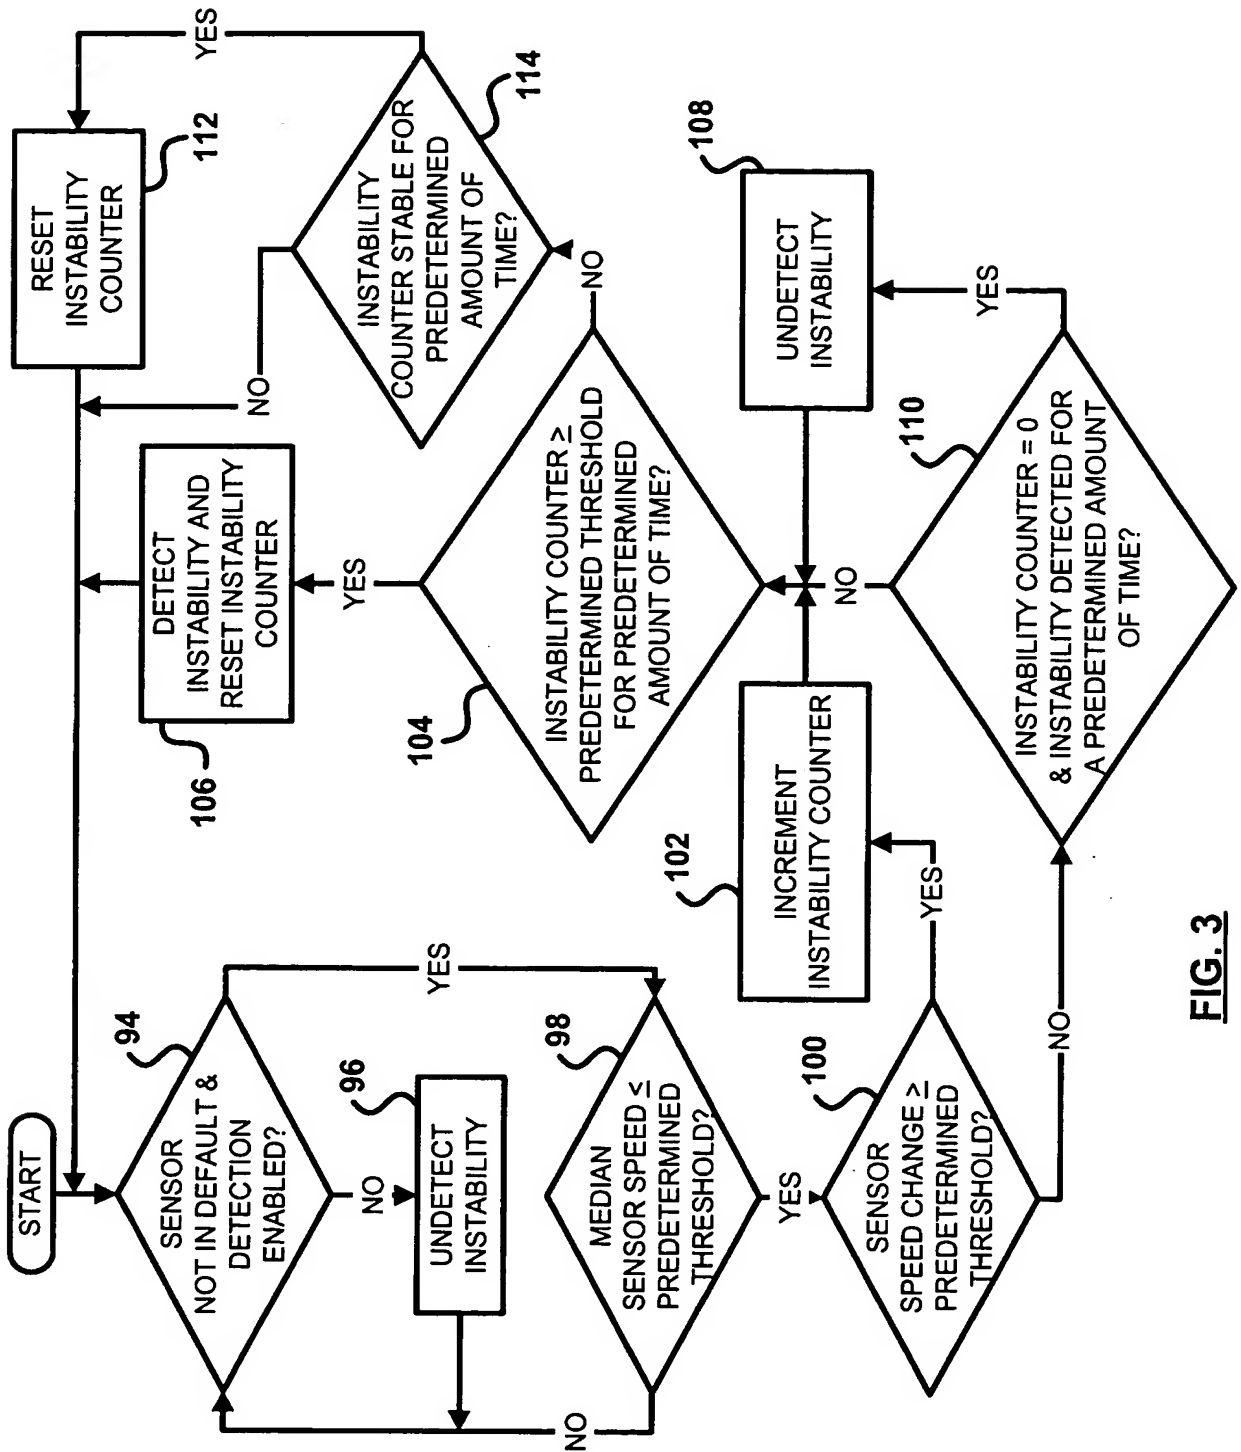 START
94
SENSOR
NOT IN DEFAULT &
DETECTION
ENABLED?
YES
NO
96
UNDETECT
INSTABILITY
98
MEDIAN
SENSOR SPEED ≤
PREDETERMINED
THRESHOLD?
NO
YES
100
SENSOR
SPEED CHANGE ≥
PREDETERMINED
THRESHOLD?
YES
NO
102
INCREMENT
INSTABILITY COUNTER
104
INSTABILITY COUNTER ≥
PREDETERMINED THRESHOLD
FOR PREDETERMINED
AMOUNT OF TIME?
YES
NO
106
DETECT
INSTABILITY AND
RESET INSTABILITY
COUNTER
108
UNDETECT
INSTABILITY
110
INSTABILITY COUNTER = 0
& INSTABILITY DETECTED FOR
A PREDETERMINED AMOUNT
OF TIME?
YES
NO
112
RESET
INSTABILITY
COUNTER
114
INSTABILITY
COUNTER STABLE FOR
PREDETERMINED
AMOUNT OF
TIME?
YES
NO
FIG. 3